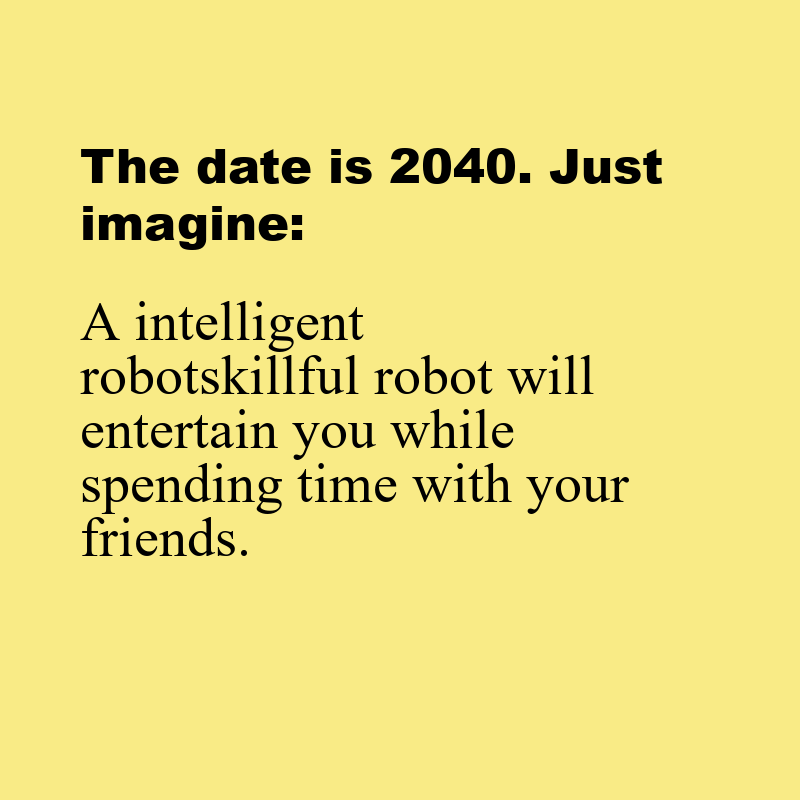 The date is 2040. Just
imagine:
A intelligent
robotskillful robot will
entertain you while
spending time with your
friends.